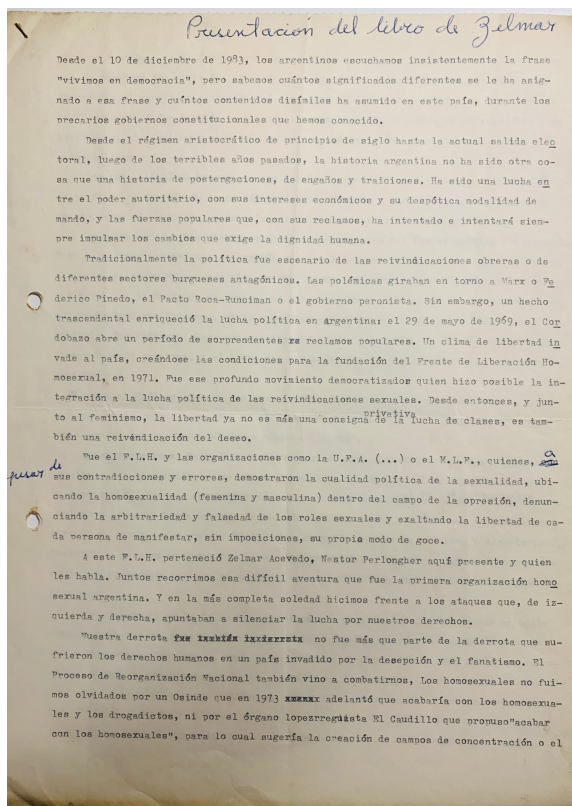 Presentación del libro de Zelmar
Desde el 10 de diciembre de 1983, los argentinos escuchamos insistentemente la frase
"vivimos en democracia", pero sabemos cuántos significados diferentes se le ha asig-
nado a esa frase y cuántos contenidos disímiles ha asumido en este país, durante los
precarios gobiernos constitucionales que hemos conocido.
Desde el régimen aristocrático de principio de siglo hasta la actual salida elec
toral, luego de los terribles años pasados, la historia argentina no ha sido otra co-
sa que una historia de postergaciones, de engaños y traiciones. Ha sido una lucha en
tre el poder autoritario, con sus intereses económicos y su despótica modalidad de
mando, y las fuerzas populares que, con sus reclamos, ha intentado e intentará siem-
pre impulsar los cambios que exige la dignidad humana.
Tradicionalmente la política fue escenario de las reivindicaciones obreras o de
diferentes sectores burgueses antagónicos. Las polémicas giraban en torno a Marx o Fe
derico Pinedo, el Pacto Roca-Runciman o el gobierno peronista. Sin embargo, un hecho
trascendental enriqueció la lucha política en Argentina: el 29 de mayo de 1969, el Cor
dobazo abre un período de sorprendentes reclamos populares. Un clima de libertad in
vade al país, creándose las condiciones para la fundación del Frente de Liberación Ho-
mosexual, en 1971. Fue ese profundo movimiento democratizados quien hizo posible la in-
tegración a la lucha política de las reivindicaciones sexuales. Desde entonces, y jun-
to al feminismo, la libertad ya no es más una consigna privativa de la lucha de clases, es tam-
bién una reivándicación del deseo.
Fue el F.L.H. y las organizaciones como la U.F.A. (...) o el M.L.F., quienes, a
pesar de sus contradicciones y errores, demostraron la cualidad política de la sexualidad, ubi-
cando la homosexualidad (femenina y masculina) dentro del campo de la opresión, denun-
ciando la arbitrariedad y falsedad de los roles sexuales y exaltando la libertad de ca-
da persona de manifestar, sin imposiciones, su propio modo de goce.
A este F.L.H. perteneció Zelmar Acevedo, Nestor Perlongher aquí presente y quien
les habla. Juntos recorrimos esa difícil aventura que fue la primera organización homo
sexual argentina. Y en la más completa soledad hicimos frente a los ataques que, de iz-
quierda y derecha, apuntaban a silenciar la lucha por nuestros derechos.
Nuestra derrota no fue más que parte de la derrota que su-
frieron los derechos humanos en un país invadido por la desepción y el fanatismo. El
Proceso de Reorganización Nacional también vino a combatirnos, Los homosexuales no fui-
mos olvidados por un Osinde que en 1973 adelantó que acabaría con los homosexua-
les y los drogadictos, ni por el órgano lopezrreguista El Caudillo que propuso"acabar
con los homosexuales", para lo cual sugería la creación de campos de concentración o el